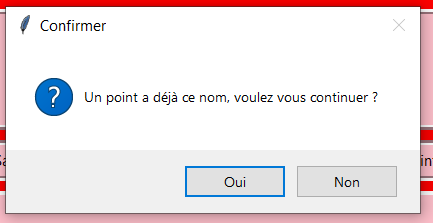 Confirmer
Un point a déjà ce nom, voulez vous continuer ?
Oui
Non